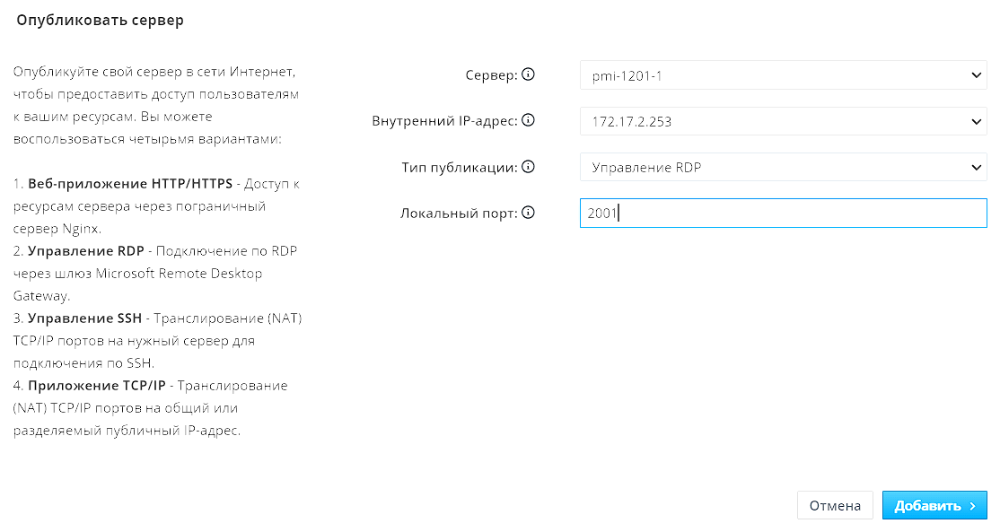 Опубликовать сервер
Опубликуйте свой сервер в сети Интернет,
чтобы предоставить доступ пользователям
к вашим ресурсам. Вы можете
воспользоваться четырьмя вариантами:
1. Веб-приложение HTTP/HTTPS - Доступ к
ресурсам сервера через пограничный
сервер Nginx.
2. Управление RDP - Подключение по RDP
через шлюз Microsoft Remote Desktop
Gateway.
3. Управление SSH - Транслирование (NAT)
TCP/IP портов на нужный сервер для
подключения по SSH.
4. Приложение TCP/IP - Транслирование
(NAT) TCP/IP портов на общий или
разделяемый публичный IP-адрес.
Сервер: pmi-1201-1
Внутренний IP-адрес: 172.17.2.253
Тип публикации: Управление RDP
Локальный порт: 2001
Отмена
Добавить